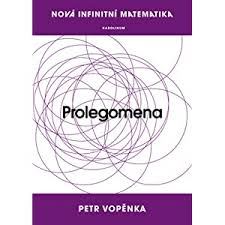 NOVÁ INFINITNÍ MATEMATIKA
KAROLINUM
Prolegomena
PETR VOPĚNKA